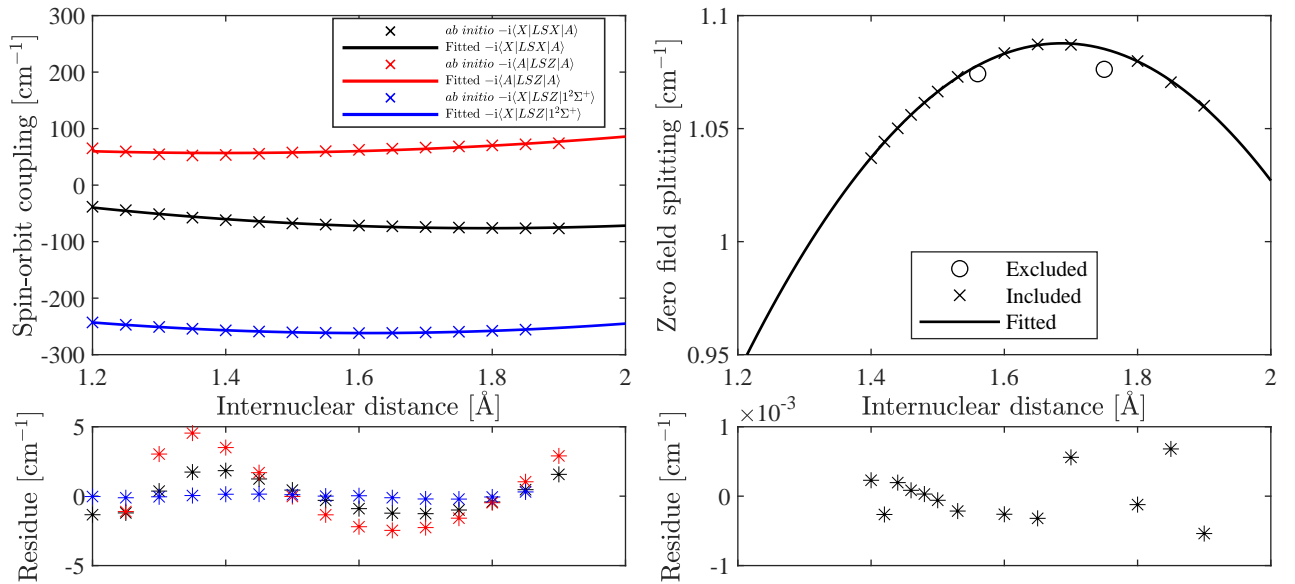 300
200
100
0
-100
-200
-300
Spin-orbit coupling [cm⁻¹]
× ab initio −i⟨X|LSX|A⟩
Fitted −i⟨X|LSX|A⟩
× ab initio −i⟨A|LSZ|A⟩
Fitted −i⟨A|LSZ|A⟩
× ab initio −i⟨X|LSZ|1²Σ⁺⟩
Fitted −i⟨X|LSZ|1²Σ⁺⟩
1.2 1.4 1.6 1.8 2
Internuclear distance [Å]
1.1
1.05
1
0.95
Zero field splitting [cm⁻¹]
Excluded
Included
Fitted
1.2 1.4 1.6 1.8 2
Internuclear distance [Å]
5
0
-5
Residue [cm⁻¹]
×10⁻³
1
0
-1
Residue [cm⁻¹]